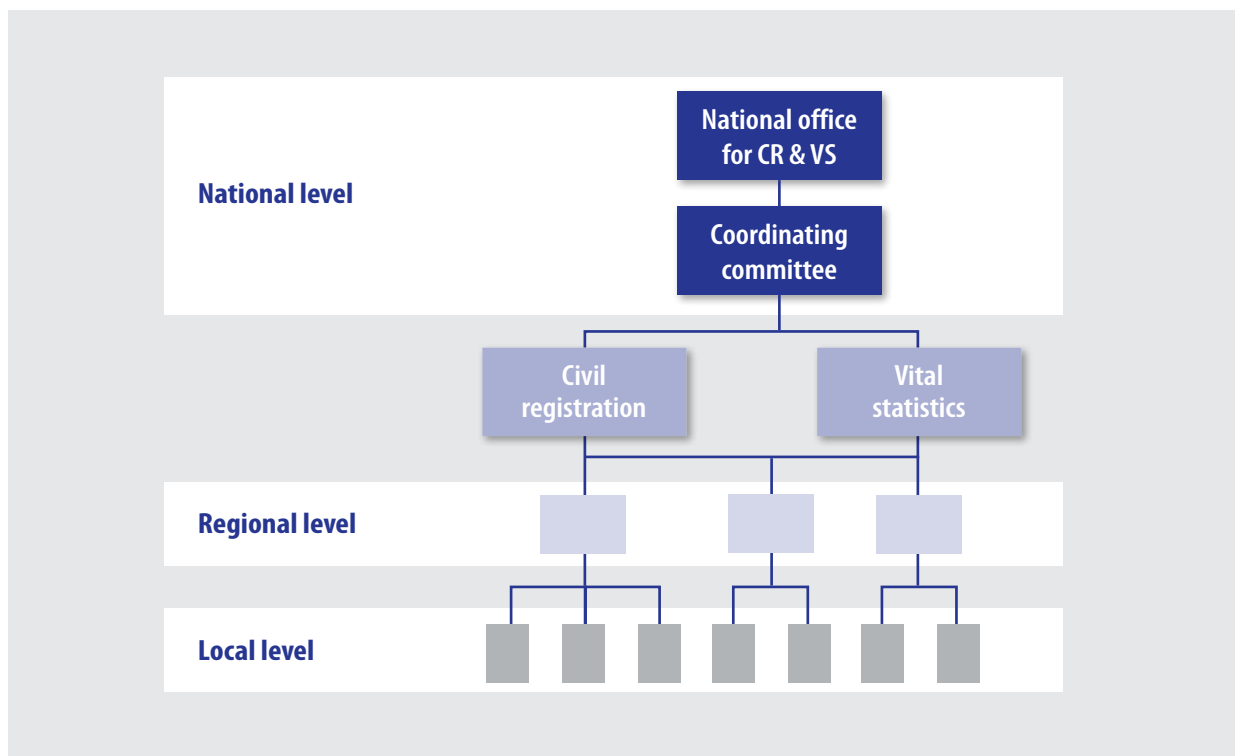 National office
for CR & VS
National level
Coordinating
committee
Civil
registration
Vital
statistics
Regional level
Local level